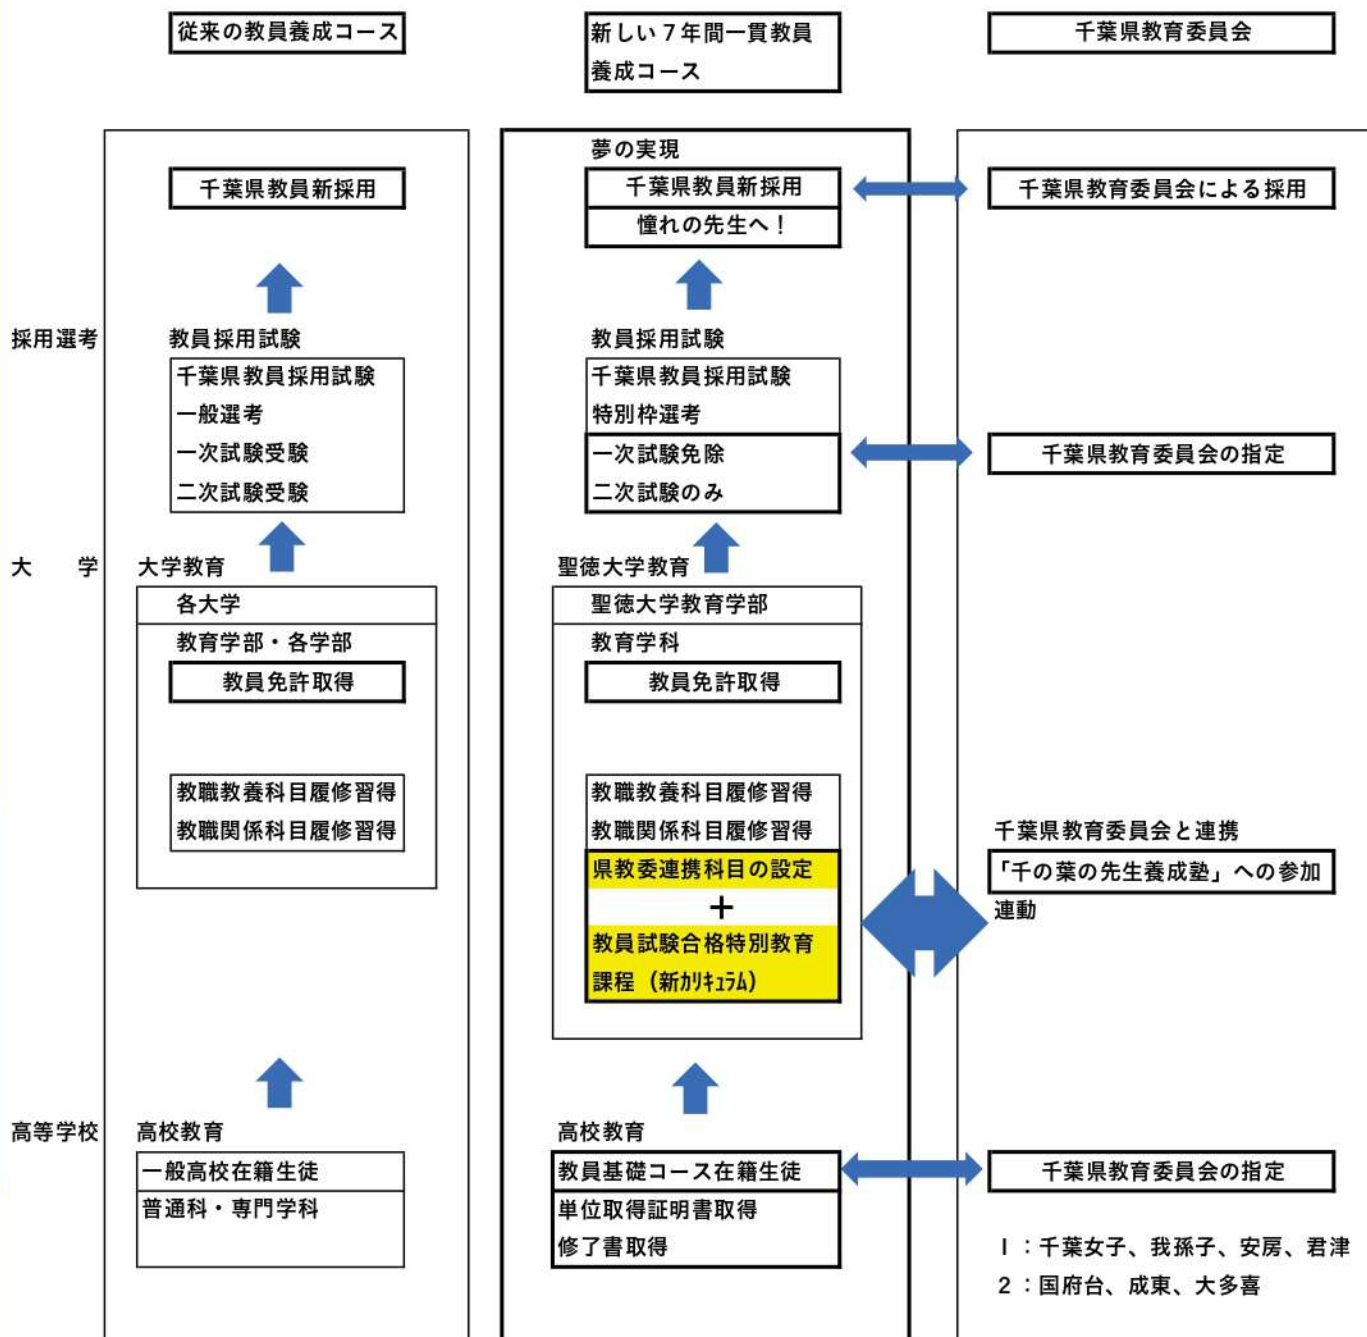 従来の教員養成コース
新しい７年間一貫教員
養成コース
千葉県教育委員会
千葉県教員新採用
夢の実現
千葉県教員新採用
憧れの先生へ！
千葉県教育委員会による採用
採用選考
教員採用試験
千葉県教員採用試験
一般選考
一次試験受験
二次試験受験
教員採用試験
千葉県教員採用試験
特別枠選考
一次試験免除
二次試験のみ
千葉県教育委員会の指定
大　　学
大学教育
各大学
教育学部・各学部
教員免許取得
教職教養科目履修習得
教職関係科目履修習得
聖徳大学教育
聖徳大学教育学部
教育学科
教員免許取得
教職教養科目履修習得
教職関係科目履修習得
県教委連携科目の設定
＋
教員試験合格特別教育
課程（新ｶﾘｷｭﾗﾑ）
千葉県教育委員会と連携
「千の葉の先生養成塾」への参加
連動
高等学校
高校教育
一般高校在籍生徒
普通科・専門学科
高校教育
教員基礎コース在籍生徒
単位取得証明書取得
修了書取得
千葉県教育委員会の指定
１：千葉女子、我孫子、安房、君津
２：国府台、成東、大多喜